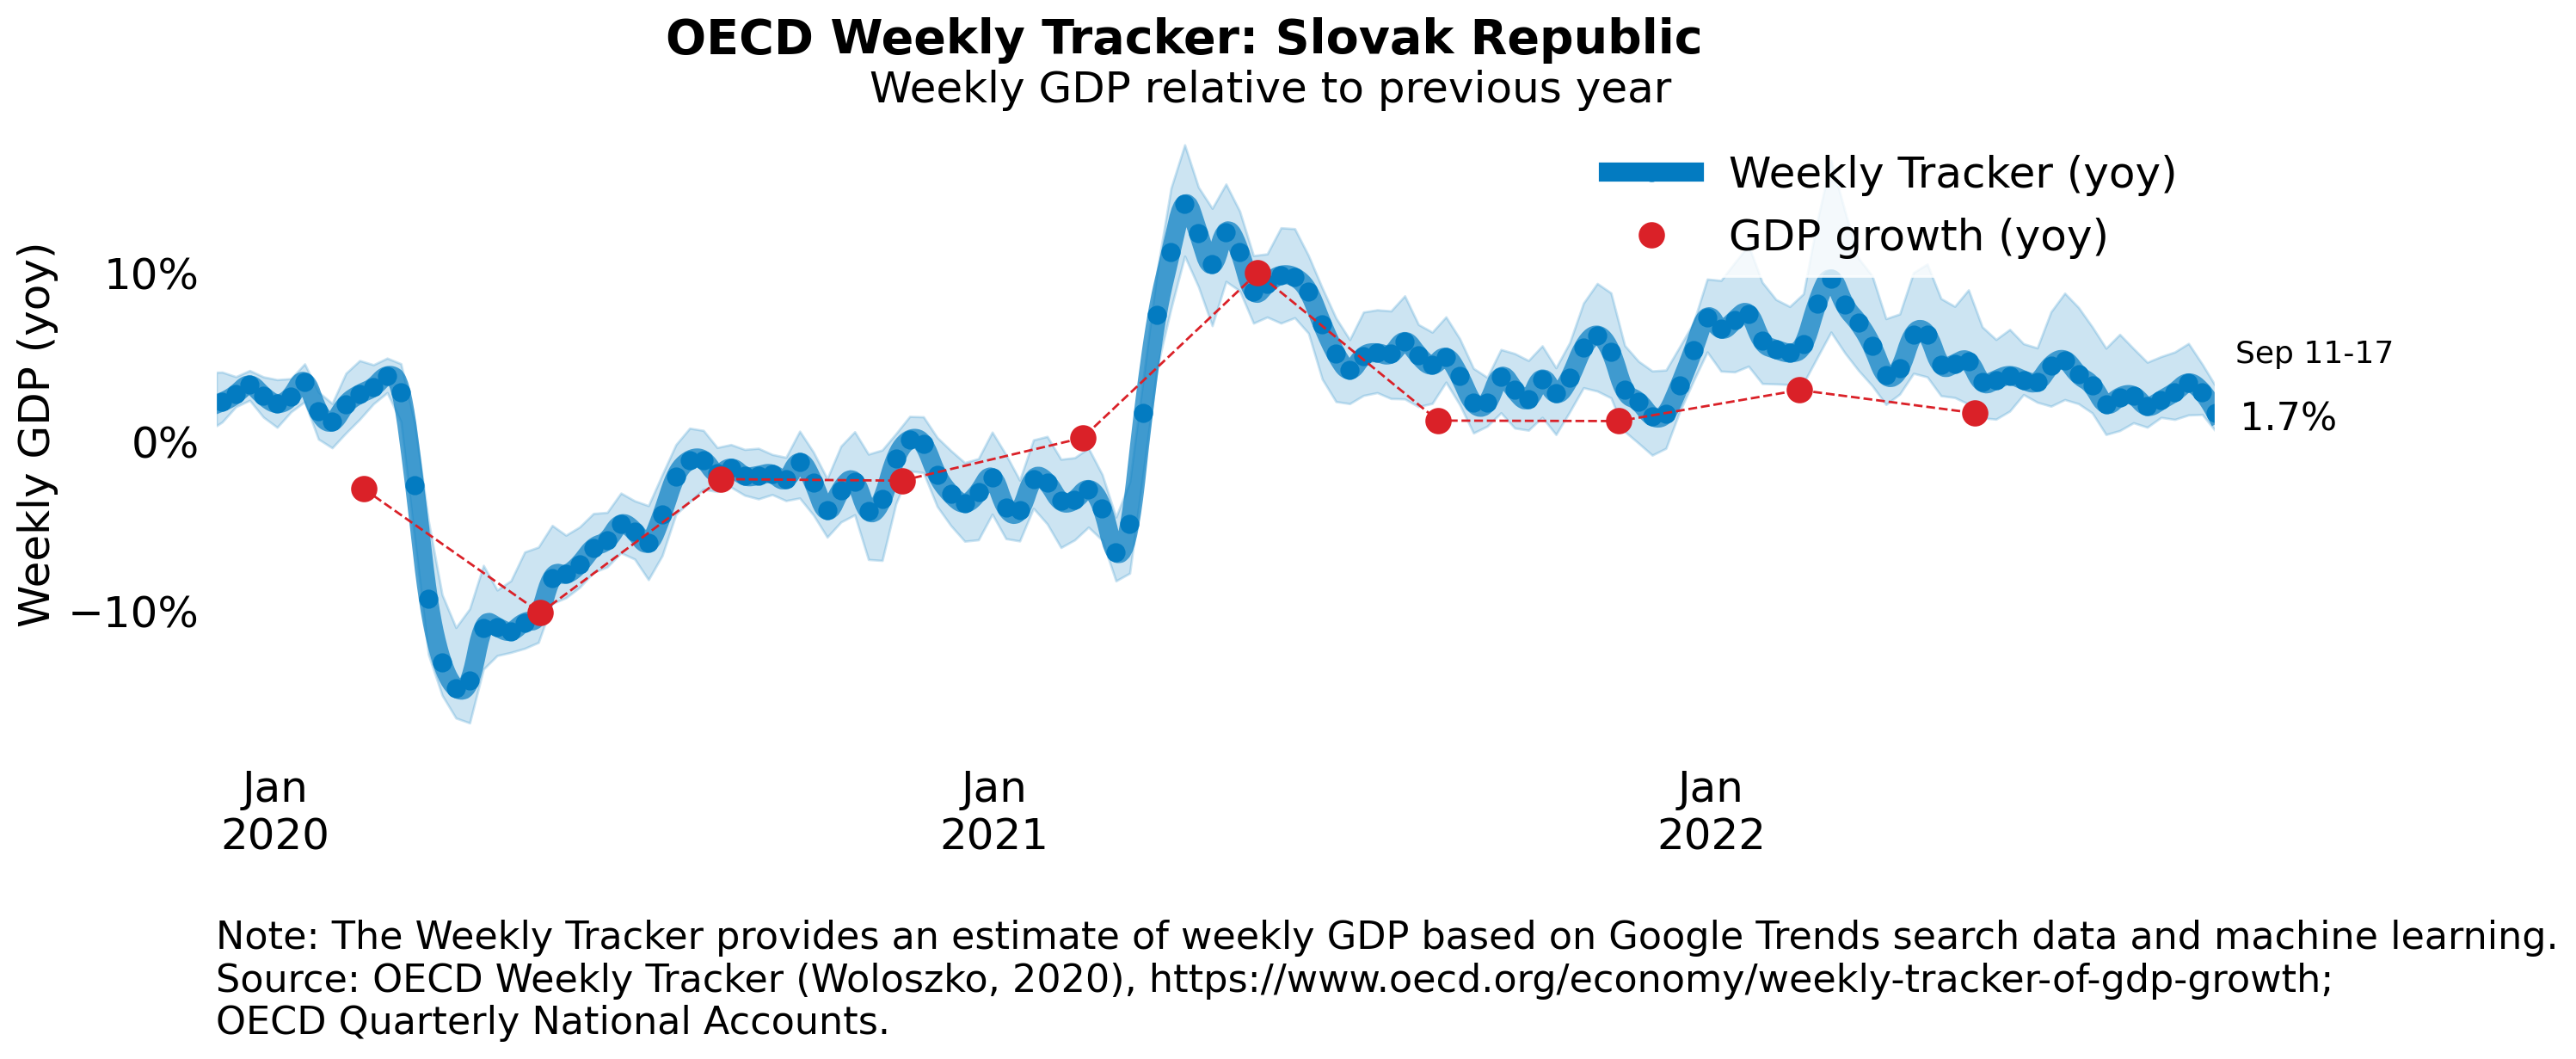 OECD Weekly Tracker: Slovak Republic
Weekly GDP relative to previous year
Weekly Tracker (yoy)
GDP growth (yoy)
Weekly GDP (yoy)
10%
0%
−10%
Sep 11-17
1.7%
Jan
2020
Jan
2021
Jan
2022
Note: The Weekly Tracker provides an estimate of weekly GDP based on Google Trends search data and machine learning.
Source: OECD Weekly Tracker (Woloszko, 2020), https://www.oecd.org/economy/weekly-tracker-of-gdp-growth;
OECD Quarterly National Accounts.